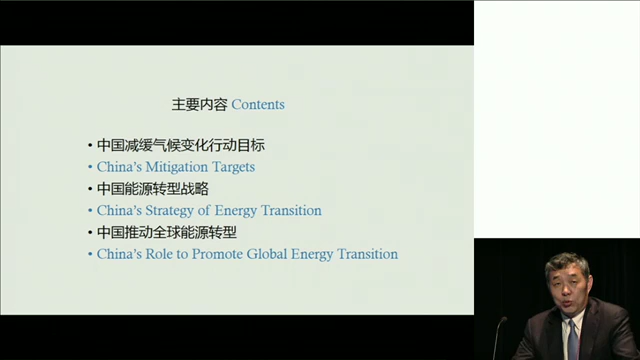 主要内容 Contents
• 中国减缓气候变化行动目标
• China's Mitigation Targets
• 中国能源转型战略
• China's Strategy of Energy Transition
• 中国推动全球能源转型
• China's Role to Promote Global Energy Transition